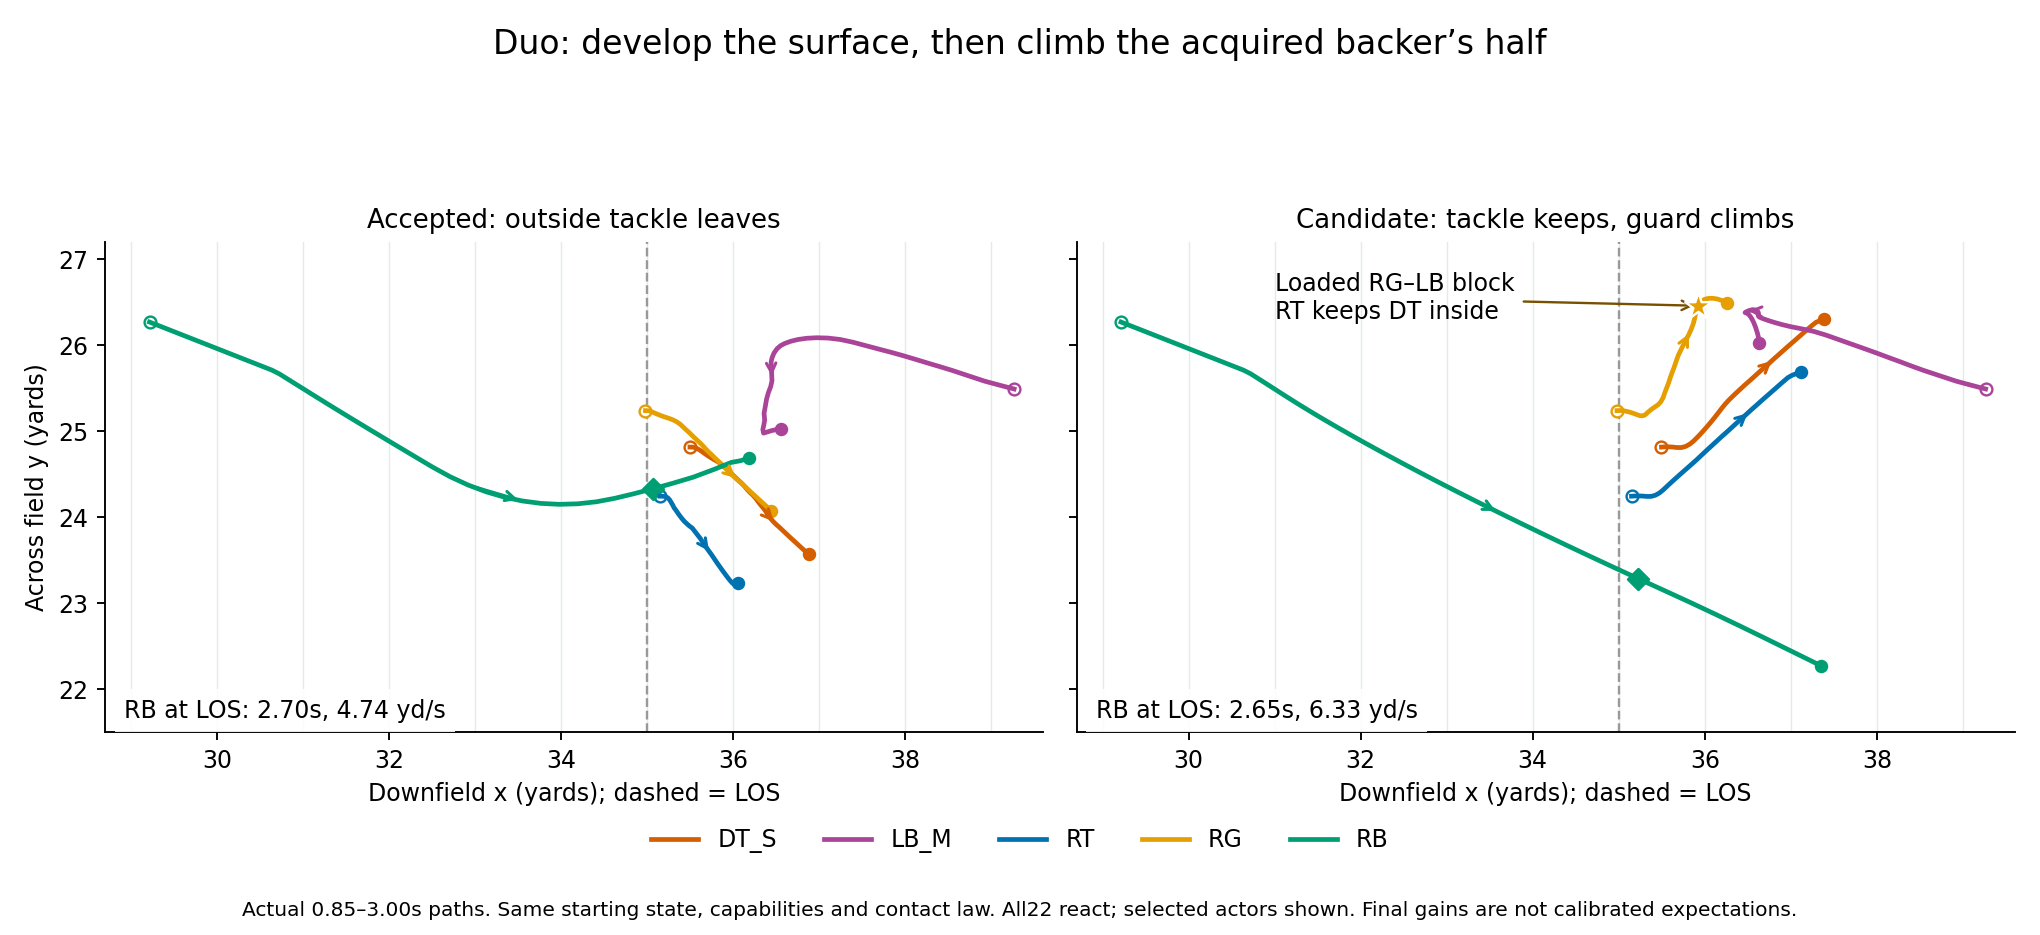 Duo: develop the surface, then climb the acquired backer’s half
Accepted: outside tackle leaves
Candidate: tackle keeps, guard climbs
Across field y (yards)
27
26
25
24
23
22
RB at LOS: 2.70s, 4.74 yd/s
30
32
34
36
38
Downfield x (yards); dashed = LOS
Loaded RG–LB block
RT keeps DT inside
RB at LOS: 2.65s, 6.33 yd/s
30
32
34
36
38
Downfield x (yards); dashed = LOS
DT_S
LB_M
RT
RG
RB
Actual 0.85–3.00s paths. Same starting state, capabilities and contact law. All22 react; selected actors shown. Final gains are not calibrated expectations.